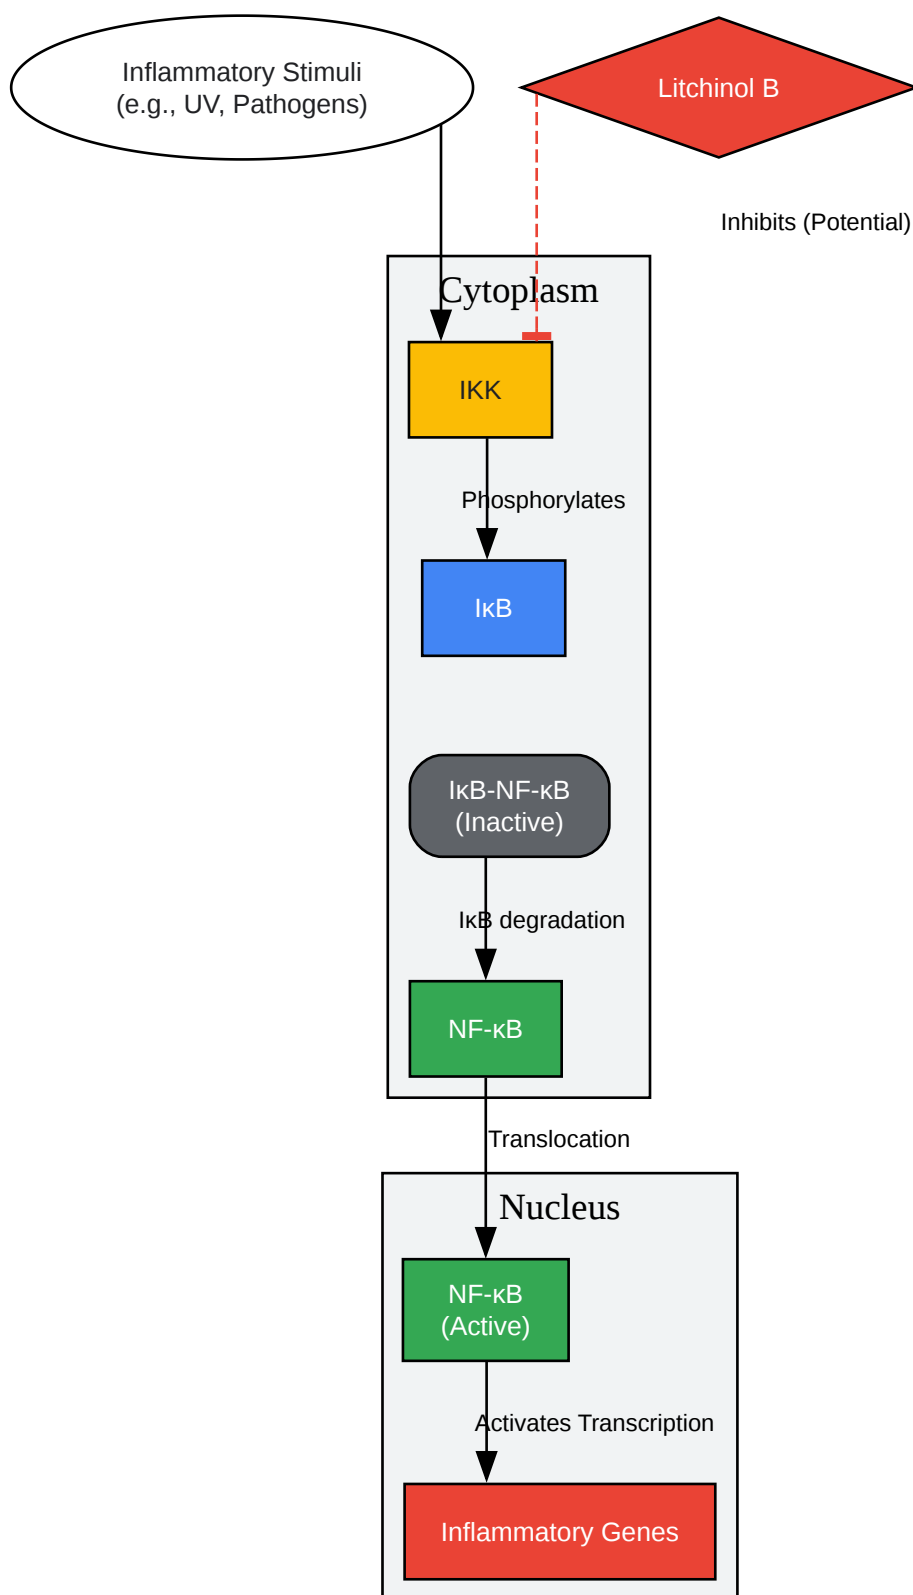 Inflammatory Stimuli
(e.g., UV, Pathogens)
Litchinol B
Inhibits (Potential)
Cytoplasm
IKK
Phosphorylates
IκB
IκB-NF-κB
(Inactive)
IκB degradation
NF-κB
Translocation
Nucleus
NF-κB
(Active)
Activates Transcription
Inflammatory Genes